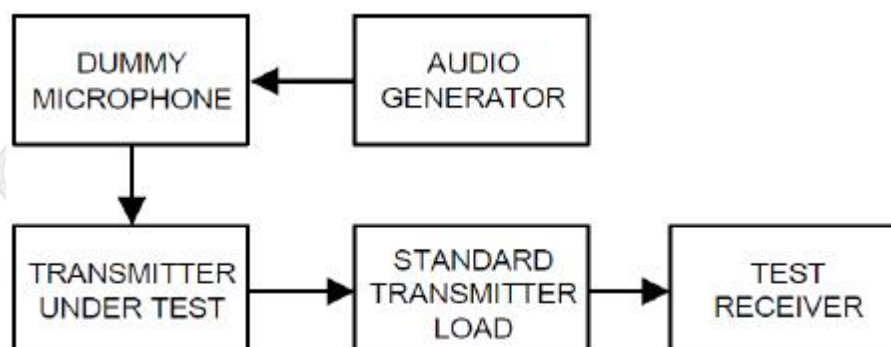 DUMMY
MICROPHONE
AUDIO
GENERATOR
TRANSMITTER
UNDER TEST
STANDARD
TRANSMITTER
LOAD
TEST
RECEIVER